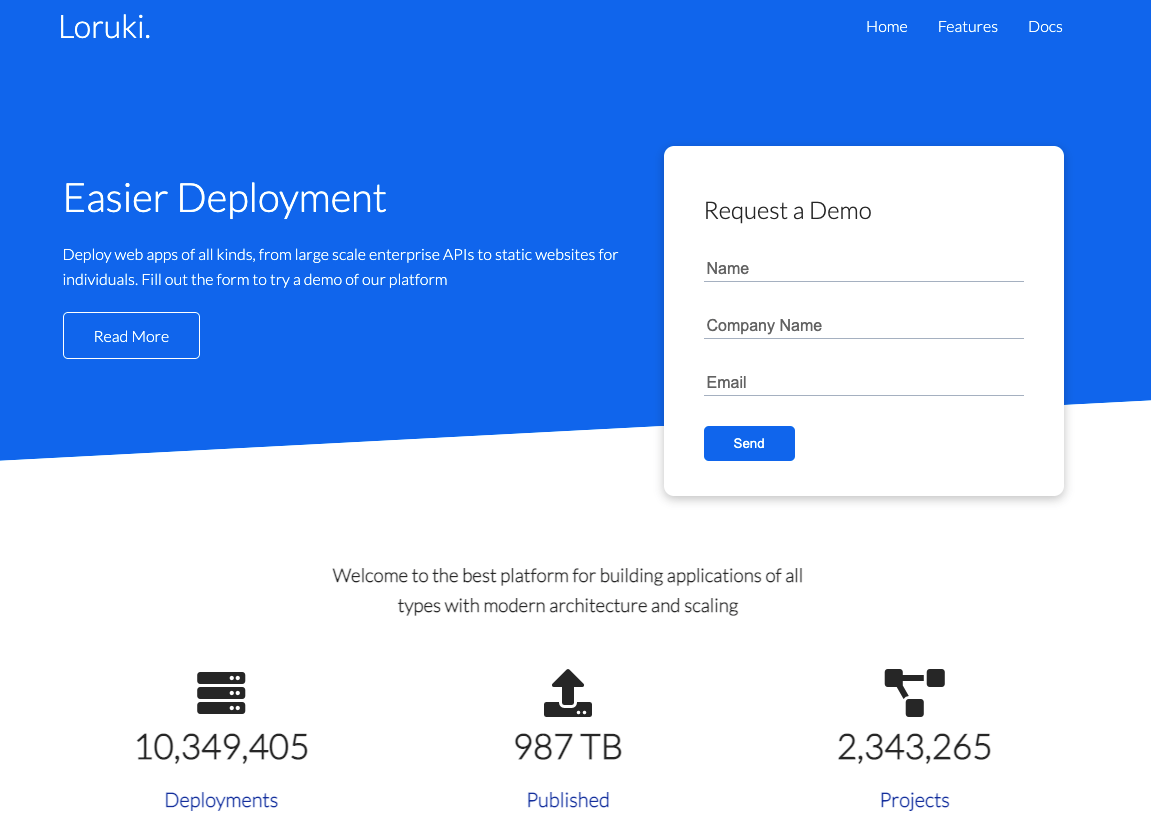 Loruki.
Home Features Docs
Easier Deployment
Deploy web apps of all kinds, from large scale enterprise APIs to static websites for
individuals. Fill out the form to try a demo of our platform
Read More
Request a Demo
Name
Company Name
Email
Send
Welcome to the best platform for building applications of all
types with modern architecture and scaling
10,349,405
Deployments
987 TB
Published
2,343,265
Projects